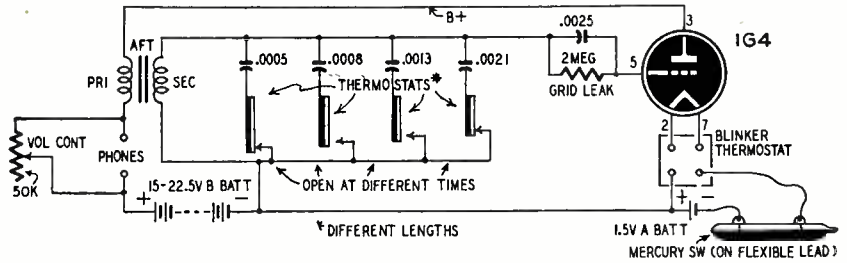 B+
3
.0025
1G4
AFT
.0005
.0008
.0013
.0021
2MEG
5
GRID LEAK
PRI
SEC
THERMOSTATS*
2
7
BLINKER
THERMOSTAT
VOL CONT
PHONES
50K
OPEN AT DIFFERENT TIMES
15-22.5V B BATT
+
-
+
-
*DIFFERENT LENGTHS
1.5V A BATT
MERCURY SW (ON FLEXIBLE LEAD)